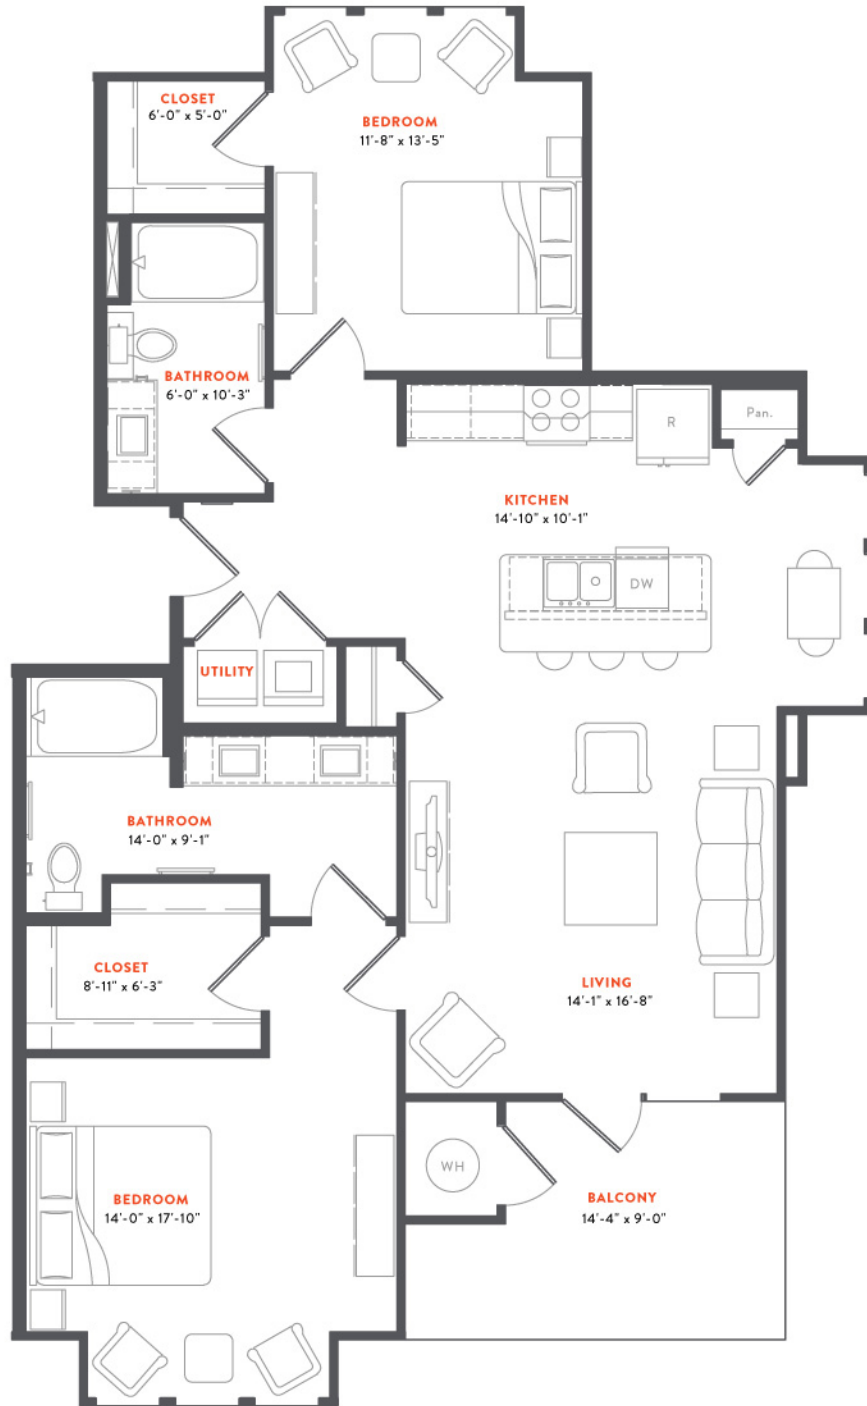 CLOSET
6'-0" x 5'-0"
BEDROOM
11'-8" x 13'-5"
BATHROOM
6'-0" x 10'-3"
R
Pan.
KITCHEN
14'-10" x 10'-1"
DW
UTILITY
BATHROOM
14'-0" x 9'-1"
CLOSET
8'-11" x 6'-3"
LIVING
14'-1" x 16'-8"
WH
BEDROOM
14'-0" x 17'-10"
BALCONY
14'-4" x 9'-0"